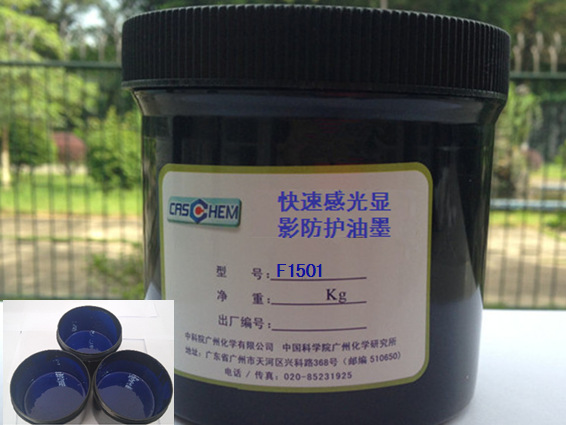 CASCHEM
快速感光显
影防护油墨
型 号:F1501
净 重: Kg
出厂编号:
中科院广州化学有限公司 中国科学院广州化学研究所
地址:广东省广州市天河区兴科路368号(邮编 510650)
电话 / 传真:020-85231925